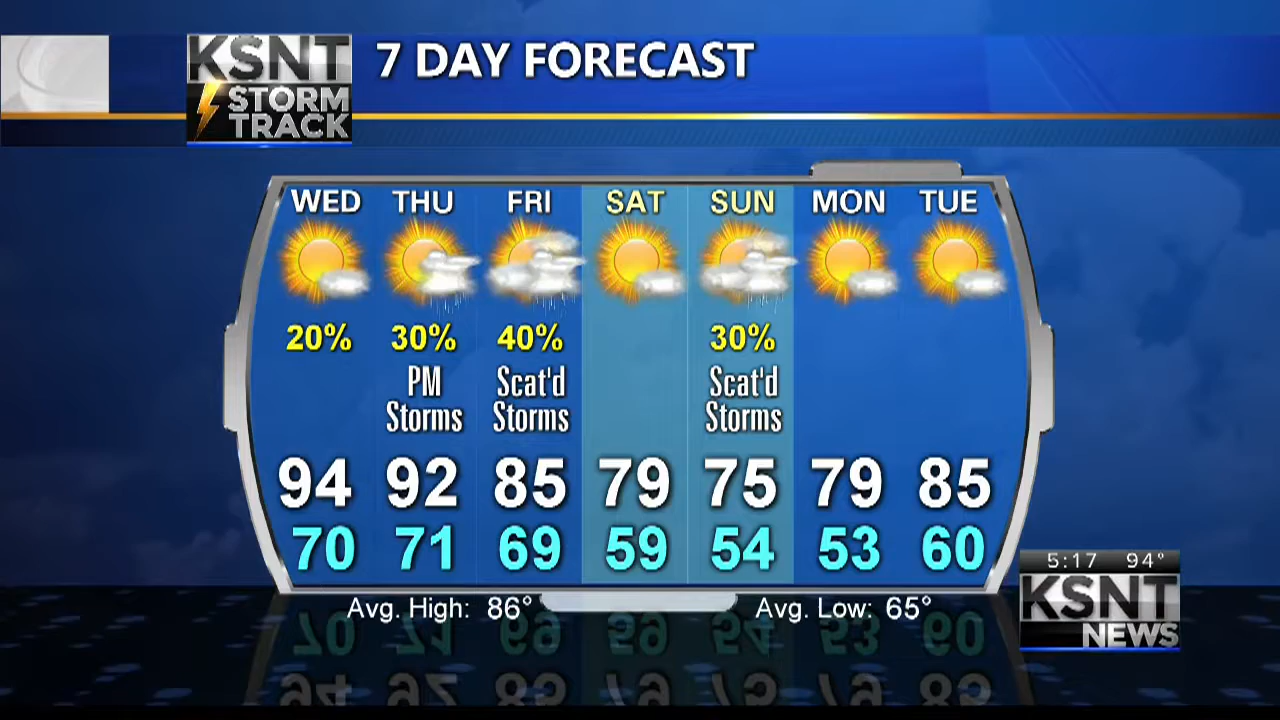 KSNT
STORM
TRACK
7 DAY FORECAST
WED THU FRI SAT SUN MON TUE
20% 30% 40% 30%
PM Scat'd Scat'd
Storms Storms Storms
94 92 85 79 75 79 85
70 71 69 59 54 53 60
Avg. High: 86° Avg. Low: 65°
5:17 94°
KSNT
NEWS